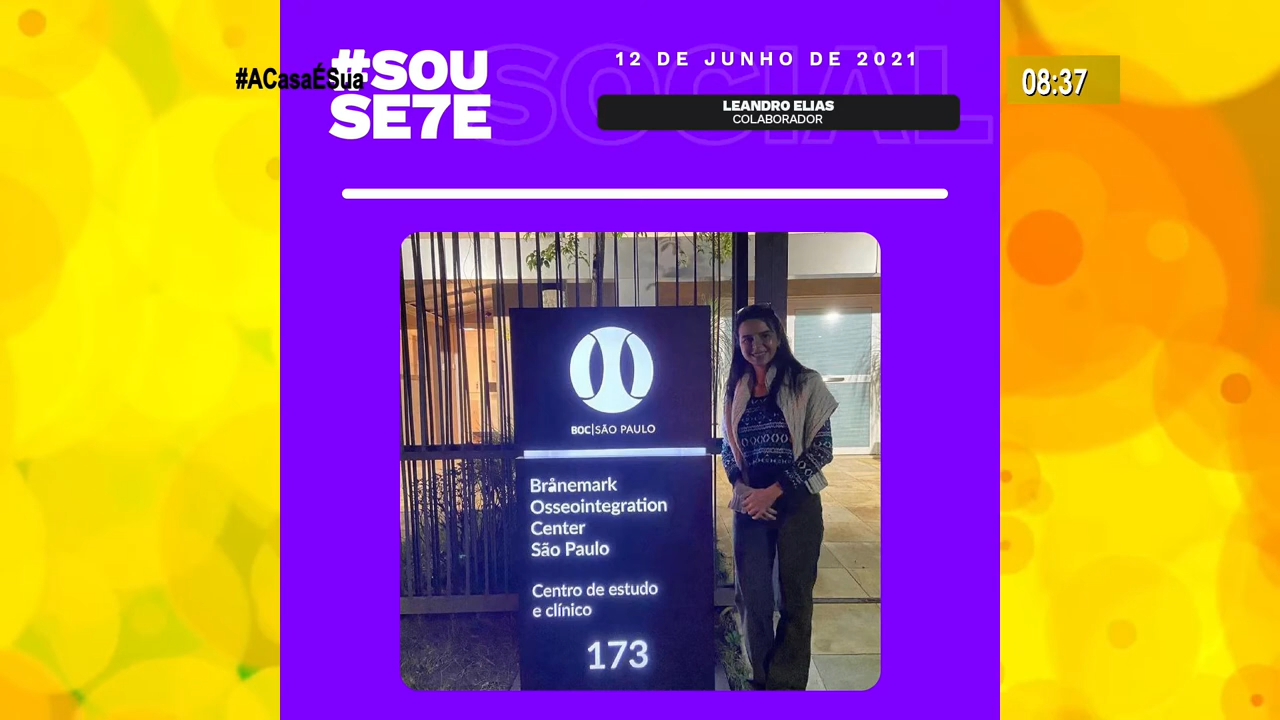 #ACasaÉSua
#SOU
SE7E
SOCIAL
12 DE JUNHO DE 2021
LEANDRO ELIAS
COLABORADOR
08:37
BOC|SÃO PAULO
Brånemark
Osseointegration
Center
São Paulo
Centro de estudo
e clínico
173